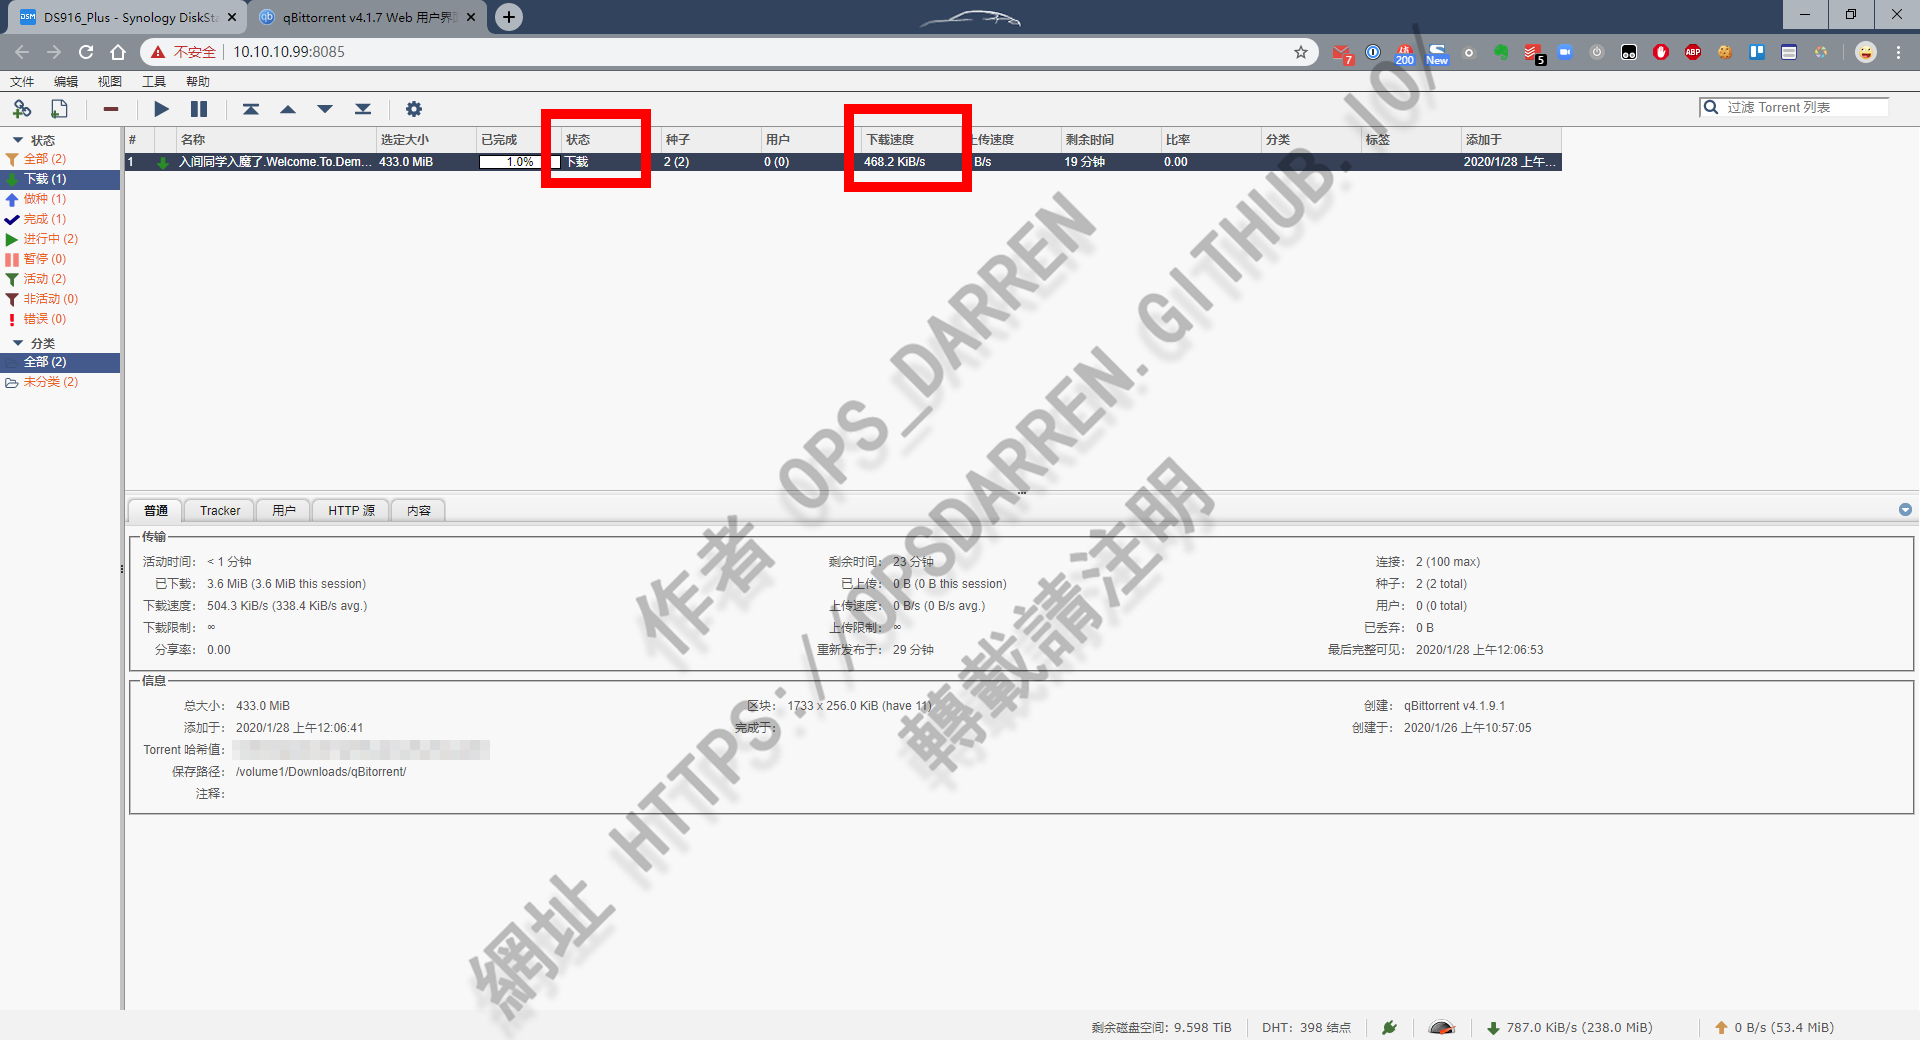 DS916_Plus - Synology DiskSta
qBittorrent v4.1.7 Web 用户界
不安全 10.10.10.99:8085
7 200 New 5 ABP
文件 编辑 视图 工具 帮助
过滤 Torrent 列表
# 名称 选定大小 已完成 状态 种子 用户 下载速度 上传速度 剩余时间 比率 分类 标签 添加于
1 入间同学入魔了.Welcome.To.Dem... 433.0 MiB 1.0% 下载 2 (2) 0 (0) 468.2 KiB/s B/s 19 分钟 0.00 2020/1/28 上午...
状态
全部 (2)
下载 (1)
做种 (1)
完成 (1)
进行中 (2)
暂停 (0)
活动 (2)
非活动 (0)
错误 (0)
分类
全部 (2)
未分类 (2)
普通 Tracker 用户 HTTP 源 内容
传输
活动时间: < 1 分钟 剩余时间: 23 分钟 连接: 2 (100 max)
已下载: 3.6 MiB (3.6 MiB this session) 已上传: 0 B (0 B this session) 种子: 2 (2 total)
下载速度: 504.3 KiB/s (338.4 KiB/s avg.) 上传速度: 0 B/s (0 B/s avg.) 用户: 0 (0 total)
下载限制: ∞ 上传限制: ∞ 已丢弃: 0 B
分享率: 0.00 重新发布于: 29 分钟 最后完整可见: 2020/1/28 上午12:06:53
信息
总大小: 433.0 MiB 区块: 1733 x 256.0 KiB (have 11) 创建: qBittorrent v4.1.9.1
添加于: 2020/1/28 上午12:06:41 完成于: 创建于: 2020/1/26 上午10:57:05
Torrent 哈希值:
保存路径: /volume1/Downloads/qBitorrent/
注释:
作者 OPS_DARREN
網址 HTTPS://OPSDARREN.GITHUB.IO/
轉載請注明
剩余磁盘空间: 9.598 TiB DHT: 398 结点 787.0 KiB/s (238.0 MiB) 0 B/s (53.4 MiB)